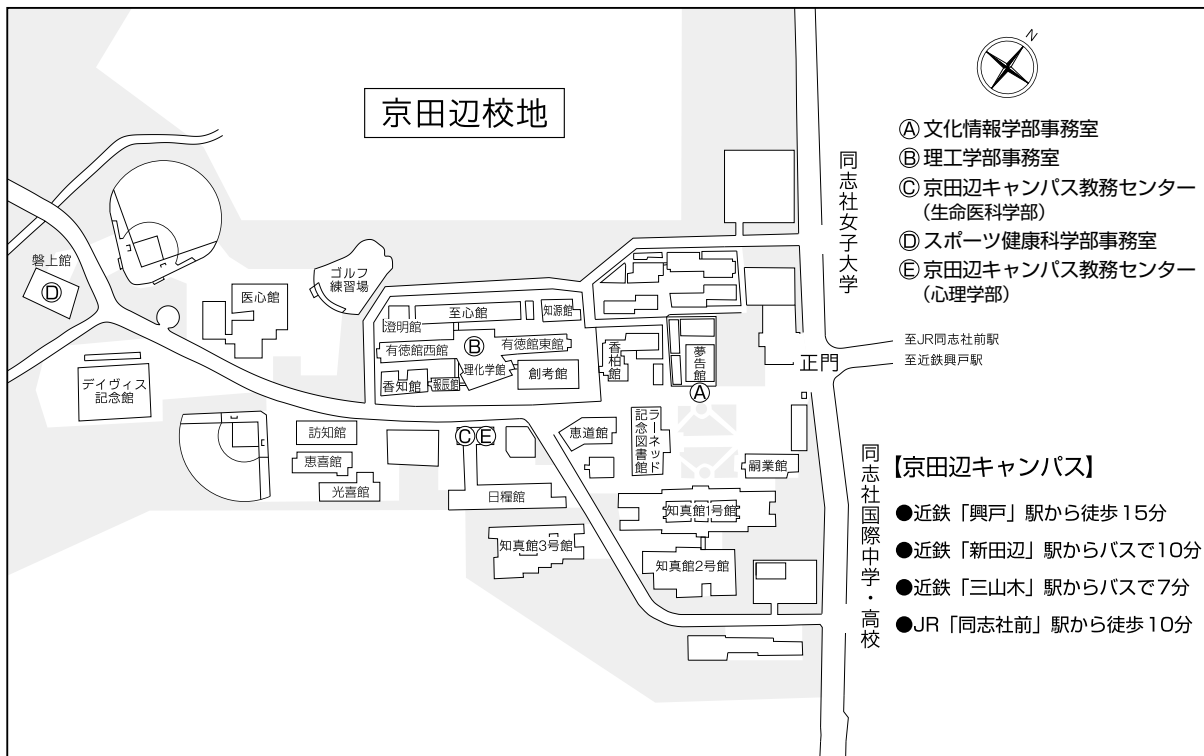 京田辺校地
N
Ⓐ 文化情報学部事務室
Ⓑ 理工学部事務室
Ⓒ 京田辺キャンパス教務センター
(生命医科学部)
Ⓓ スポーツ健康科学部事務室
Ⓔ 京田辺キャンパス教務センター
(心理学部)
同志社女子大学
至JR同志社前駅
至近鉄興戸駅
正門
磐上館
Ⓓ
医心館
ゴルフ
練習場
デイヴィス
記念館
澄明館
至心館
知源館
有徳館西館
Ⓑ
有徳館東館
理化学館
香知館
報辰館
創考館
香柏館
夢告館
Ⓐ
訪知館
恵喜館
光喜館
Ⓒ Ⓔ
日糧館
恵道館
ラーネッド
記念図書館
嗣業館
知真館1号館
知真館2号館
知真館3号館
同志社国際中学・高校
【京田辺キャンパス】
●近鉄「興戸」駅から徒歩15分
●近鉄「新田辺」駅からバスで10分
●近鉄「三山木」駅からバスで7分
●JR「同志社前」駅から徒歩10分